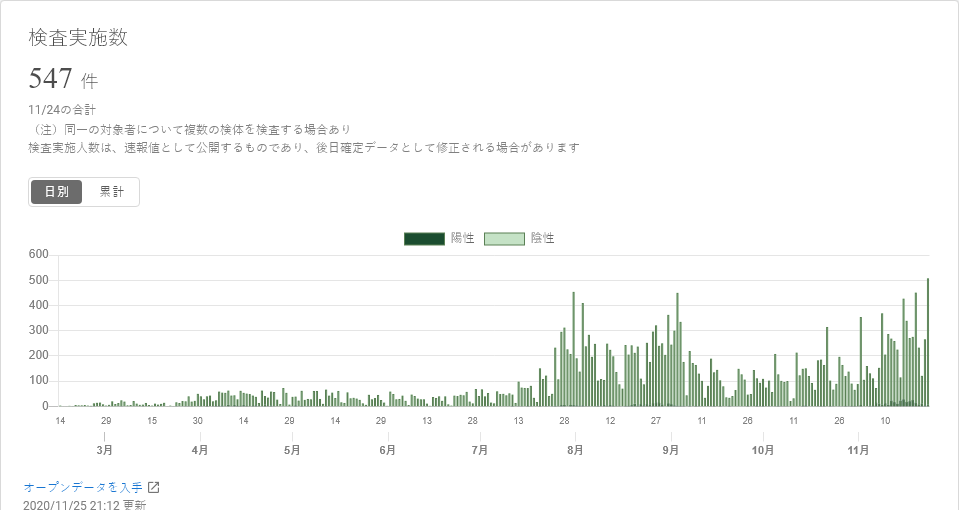 検査実施数
547 件
11/24の合計
（注）同一の対象者について複数の検体を検査する場合あり
検査実施人数は、速報値として公開するものであり、後日確定データとして修正される場合があります
日別 累計
陽性 陰性
600
500
400
300
200
100
0
14 29 15 30 14 29 14 29 13 28 13 28 12 27 11 26 11 26 10
3月 4月 5月 6月 7月 8月 9月 10月 11月
オープンデータを入手
2020/11/25 21:12 更新